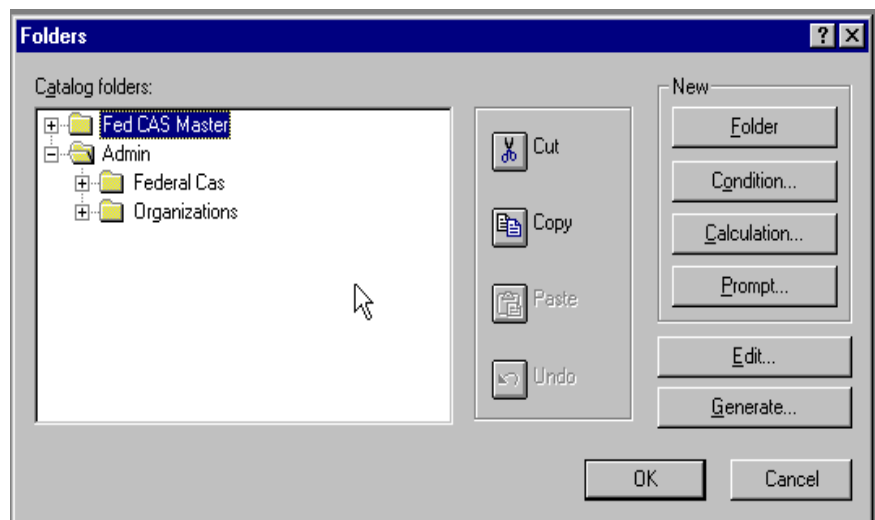 Folders
Catalog folders:
Fed CAS Master
Admin
Federal Cas
Organizations
Cut
Copy
Paste
Undo
New
Folder
Condition...
Calculation...
Prompt...
Edit...
Generate...
OK
Cancel